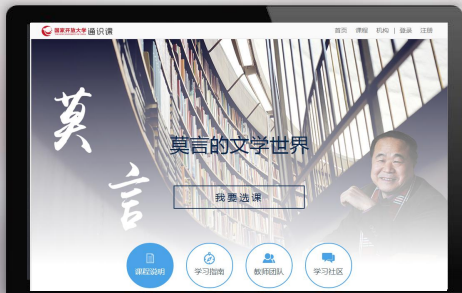 国家开放大学 通识课
首页 课程 机构 | 登录 注册
莫言
莫言的文学世界
我要选课
课程说明 学习指南 教师团队 学习社区